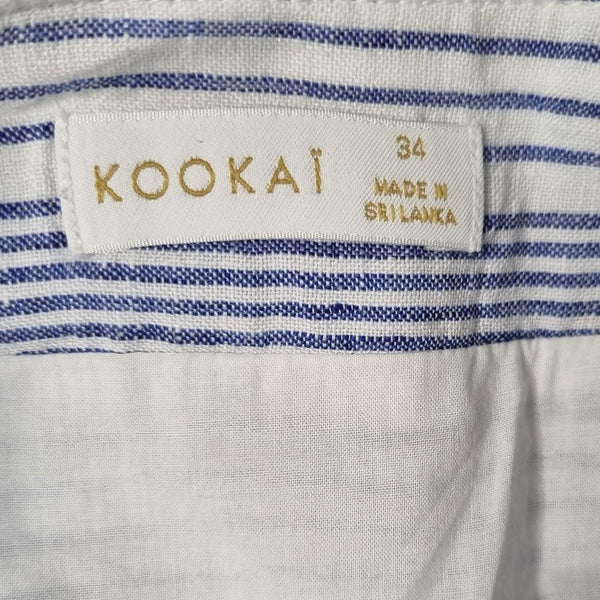 KOOKAÏ
34
MADE IN
SRI LANKA